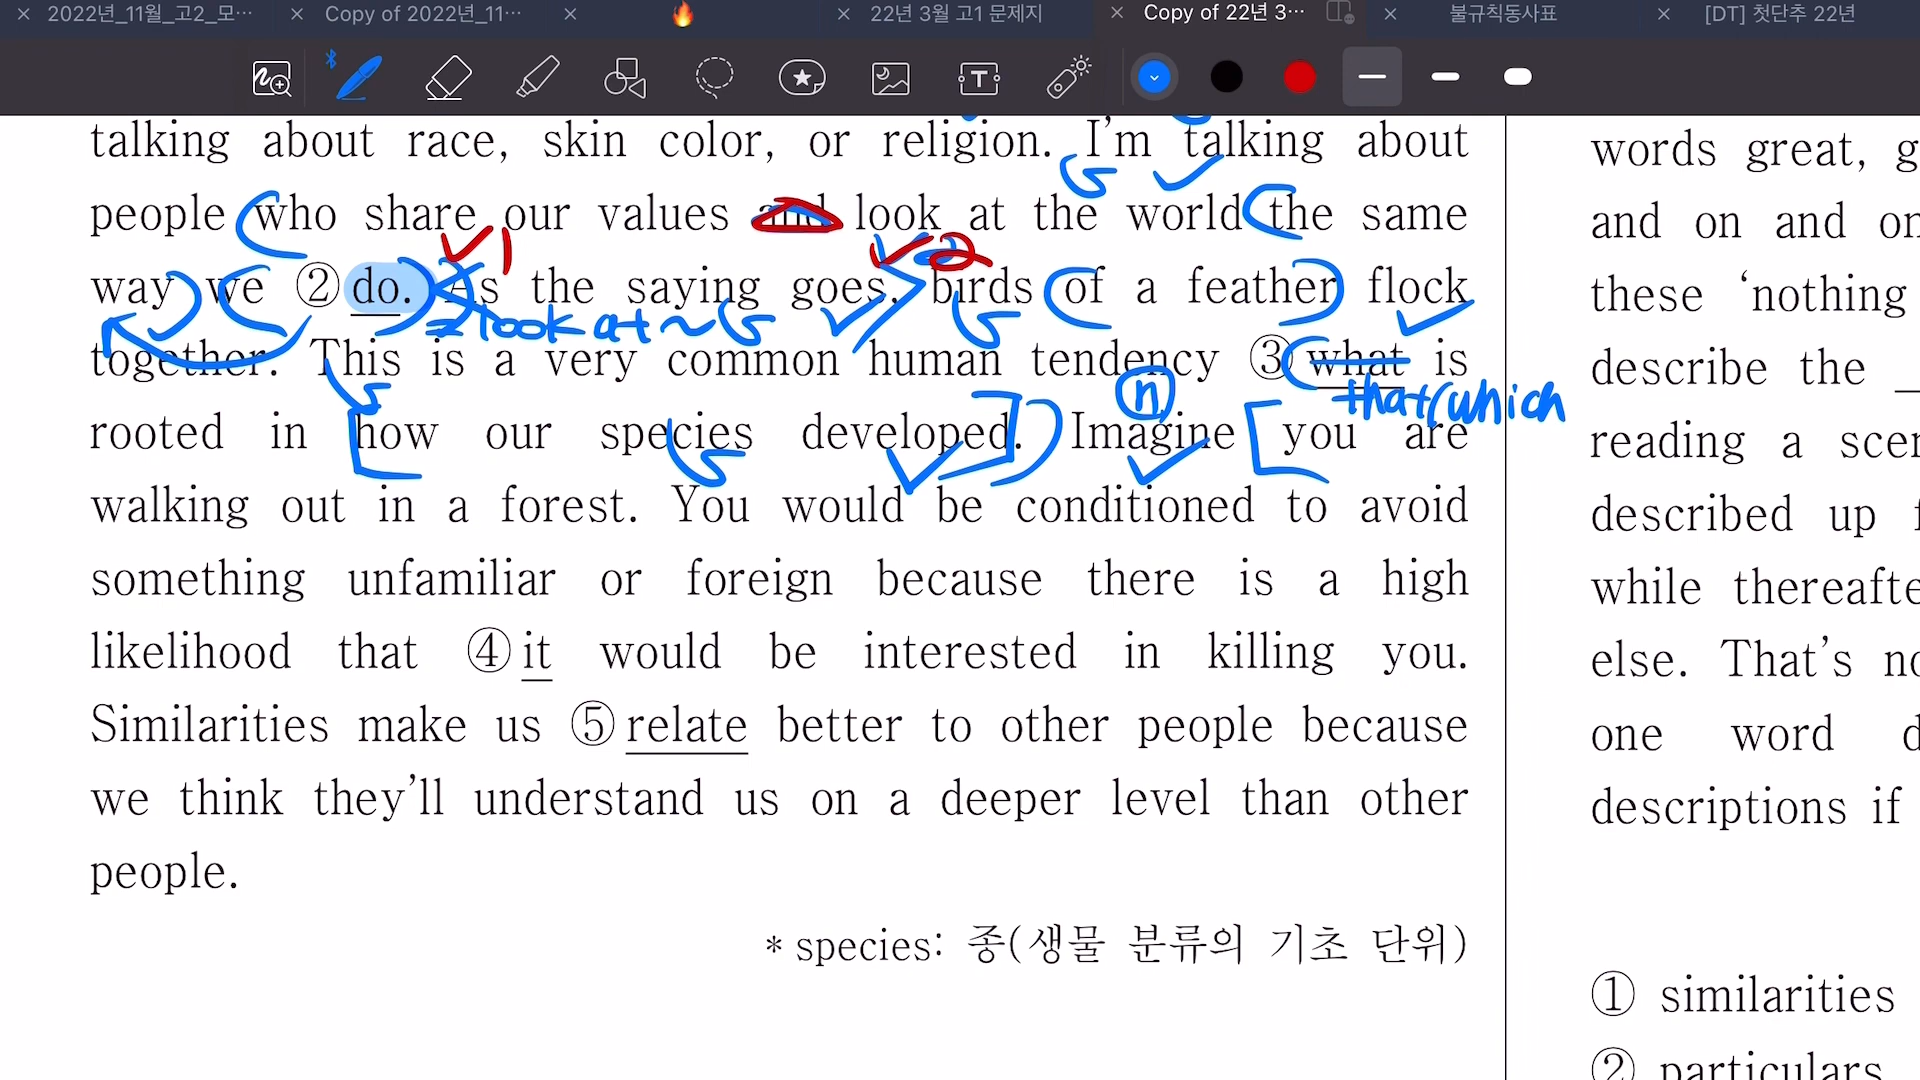 2022년_11월_고2_모…
Copy of 2022년_11…
22년 3월 고1 문제지
Copy of 22년 3…
불규칙동사표
[DT] 첫단추 22년
talking about race, skin color, or religion. I'm talking about
people who share our values and look at the world the same
way we ② do. As the saying goes, birds of a feather flock
= look at ~
together. This is a very common human tendency ③ what is
n
that(which
rooted in how our species developed. Imagine you are
walking out in a forest. You would be conditioned to avoid
something unfamiliar or foreign because there is a high
likelihood that ④ it would be interested in killing you.
Similarities make us ⑤ relate better to other people because
we think they'll understand us on a deeper level than other
people.
* species: 종(생물 분류의 기초 단위)
words great, g
and on and on
these ‘nothing
describe the _
reading a scen
described up f
while thereafte
else. That's no
one word d
descriptions if
① similarities
② particulars